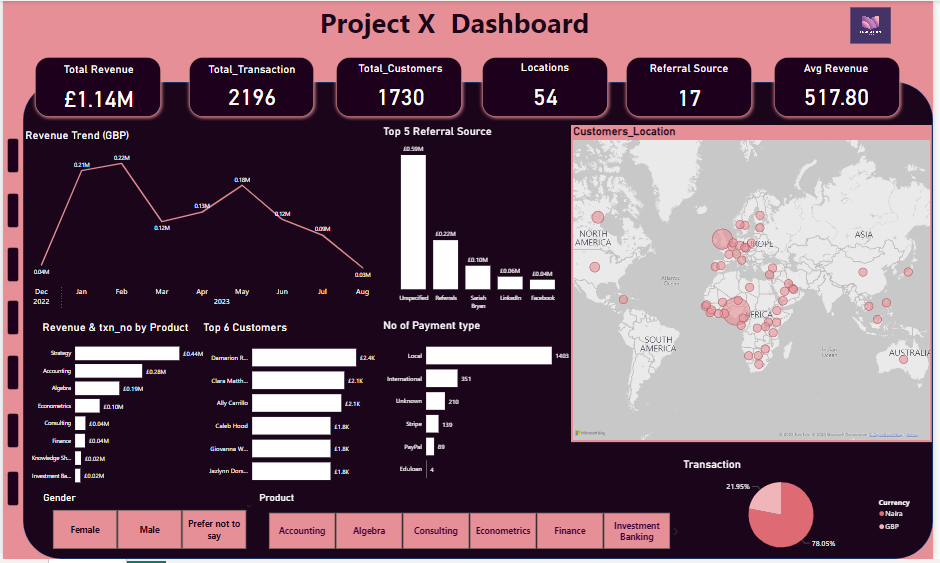 Project X Dashboard
Total Revenue
£1.14M
Total_Transaction
2196
Total_Customers
1730
Locations
54
Referral Source
17
Avg Revenue
517.80
Revenue Trend (GBP)
0.04M
0.21M
0.22M
0.12M
0.13M
0.18M
0.12M
0.09M
0.03M
Dec Jan Feb Mar Apr May Jun Jul Aug
2022 2023
Top 5 Referral Source
£0.59M
£0.22M
£0.10M
£0.06M
£0.04M
Unspecified Referrals Sariah LinkedIn Facebook
Bryan
Customers_Location
NORTH
AMERICA
EUROPE
ASIA
Atlantic
Ocean
AFRICA
SOUTH
AMERICA
Indian
Ocean
AUSTRALIA
Revenue & txn_no by Product
Strategy £0.44M
Accounting £0.28M
Algebra £0.19M
Econometrics £0.10M
Consulting £0.04M
Finance £0.04M
Knowledge Sh... £0.02M
Investment Ba... £0.02M
Top 6 Customers
Damarion R... £2.4K
Clara Matth... £2.1K
Ally Carrillo £2.1K
Caleb Hood £1.8K
Giovanna W... £1.8K
Jazlynn Don... £1.8K
No of Payment type
Local 1403
International 351
Unknown 210
Stripe 139
PayPal 89
Eduloan 4
Gender
Female Male Prefer not to say
Product
Accounting Algebra Consulting Econometrics Finance Investment Banking
Transaction
21.95%
78.05%
Currency
Naira
GBP